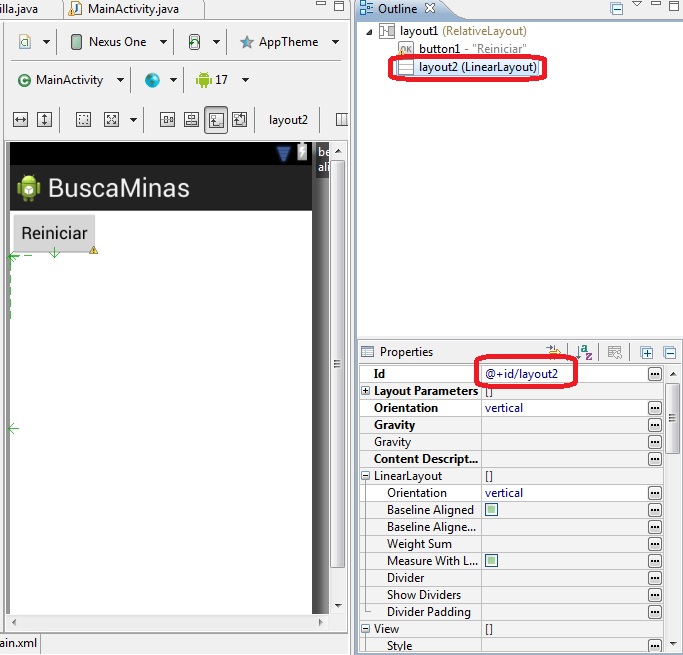 illa.java
MainActivity.java
Nexus One
AppTheme
MainActivity
17
layout2
be
ali
BuscaMinas
Reiniciar
ain.xml
Outline
layout1 (RelativeLayout)
OK
button1 - "Reiniciar"
layout2 (LinearLayout)
Properties
Id @+id/layout2
Layout Parameters []
Orientation vertical
Gravity
Gravity
Content Descript...
LinearLayout []
Orientation vertical
Baseline Aligned
Baseline Aligne...
Weight Sum
Measure With L...
Divider
Show Dividers
Divider Padding
View []
Style